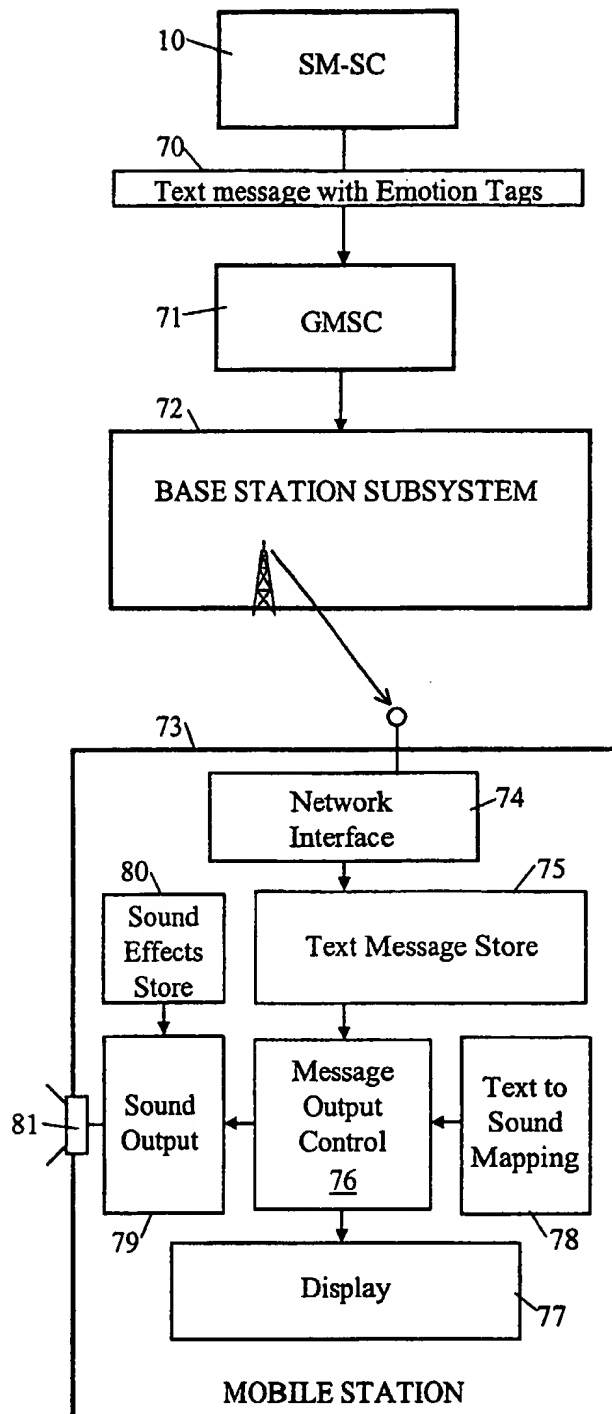 10
SM-SC
70
Text message with Emotion Tags
71
GMSC
72
BASE STATION SUBSYSTEM
73
Network
Interface
74
80
75
Sound
Effects
Store
Text Message Store
81
Sound
Output
Message
Output
Control
76
Text to
Sound
Mapping
79
78
Display
77
MOBILE STATION